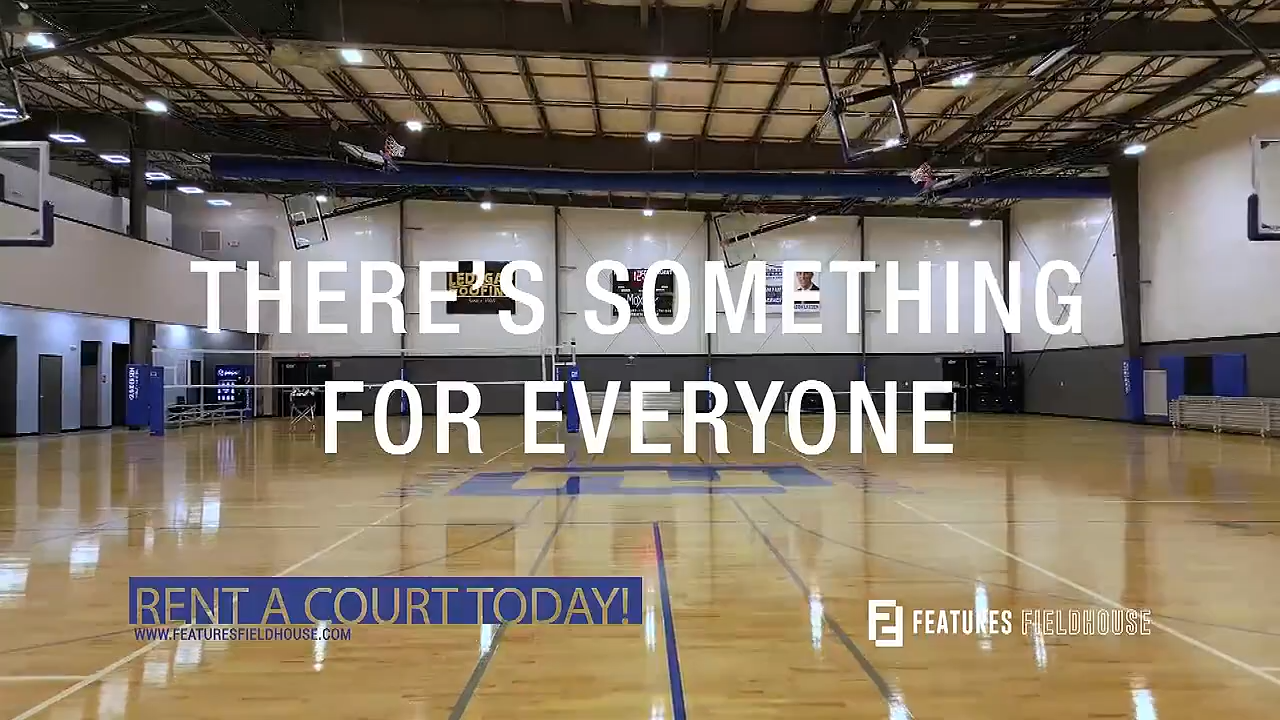 THERE'S SOMETHING
FOR EVERYONE
RENT A COURT TODAY!
WWW.FEATURESFIELDHOUSE.COM
FEATURES FIELDHOUSE